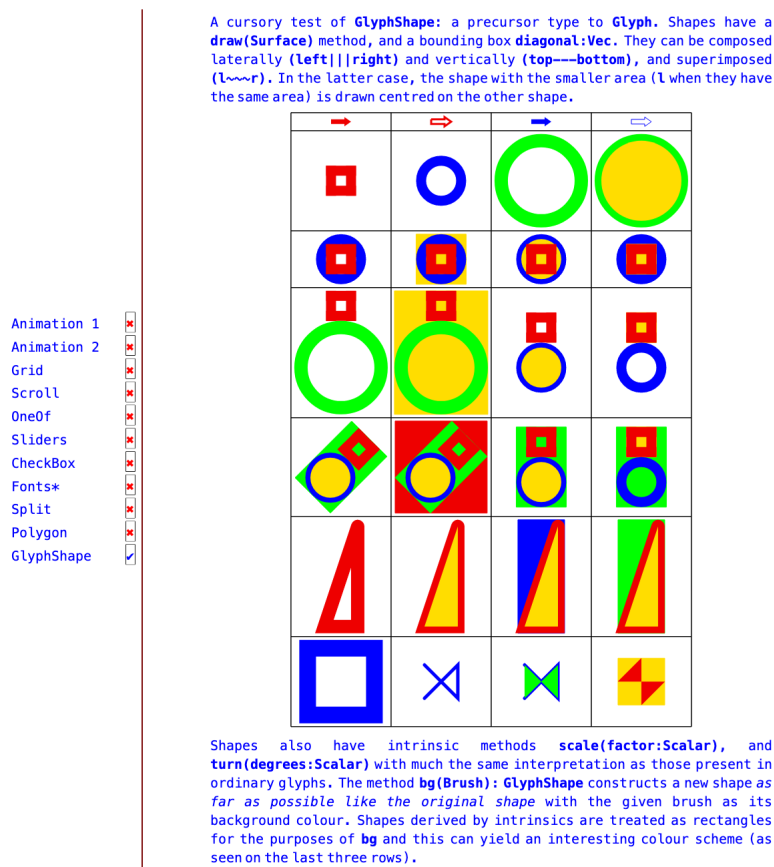 A cursory test of GlyphShape: a precursor type to Glyph. Shapes have a
draw(Surface) method, and a bounding box diagonal:Vec. They can be composed
laterally (left|||right) and vertically (top---bottom), and superimposed
(l~~~r). In the latter case, the shape with the smaller area (l when they have
the same area) is drawn centred on the other shape.
Animation 1 ✖
Animation 2 ✖
Grid ✖
Scroll ✖
OneOf ✖
Sliders ✖
CheckBox ✖
Fonts* ✖
Split ✖
Polygon ✖
GlyphShape ✔
Shapes also have intrinsic methods scale(factor:Scalar), and
turn(degrees:Scalar) with much the same interpretation as those present in
ordinary glyphs. The method bg(Brush): GlyphShape constructs a new shape as
far as possible like the original shape with the given brush as its
background colour. Shapes derived by intrinsics are treated as rectangles
for the purposes of bg and this can yield an interesting colour scheme (as
seen on the last three rows).